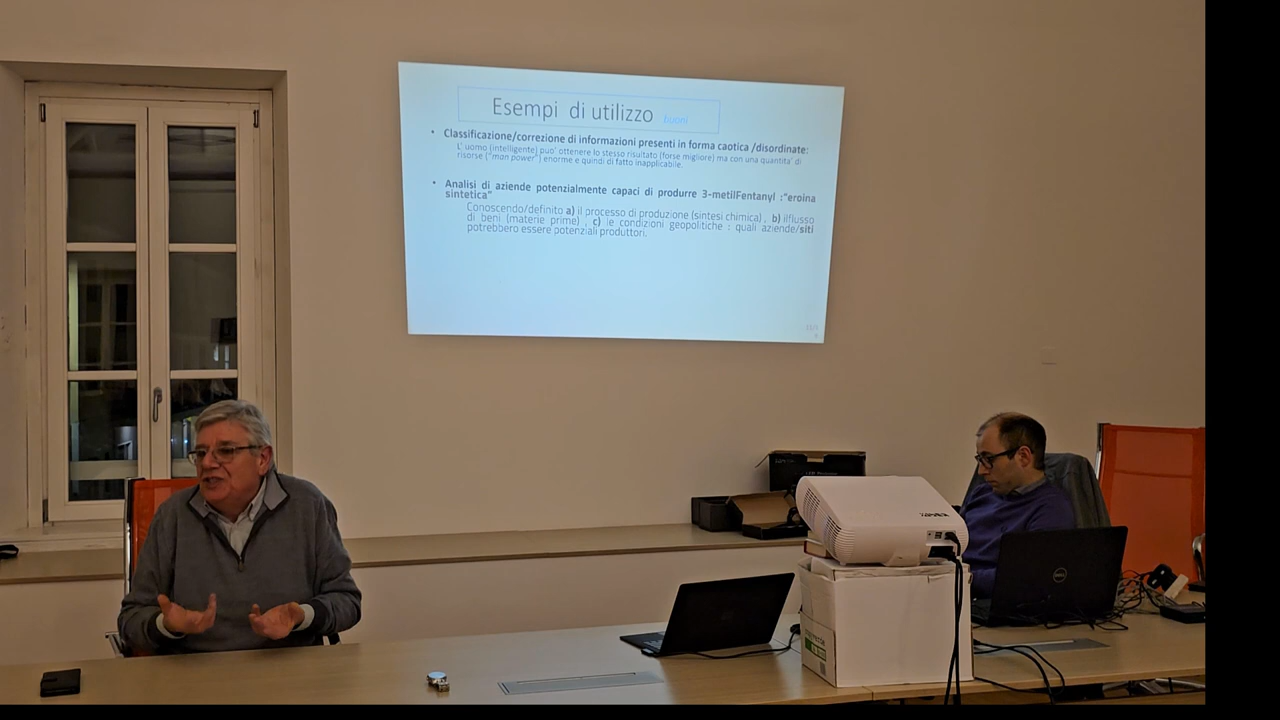 Esempi di utilizzo buoni
• Classificazione/correzione di informazioni presenti in forma caotica /disordinate:
L' uomo (intelligente) puo' ottenere lo stesso risultato (forse migliore) ma con una quantita' di
risorse ("man power") enorme e quindi di fatto inapplicabile.
• Analisi di aziende potenzialmente capaci di produrre 3-metilFentanyl :"eroina
sintetica"
Conoscendo/definito a) il processo di produzione (sintesi chimica) , b) ilflusso
di beni (materie prime) , c) le condizioni geopolitiche : quali aziende/siti
potrebbero essere potenziali produttori.
DELL